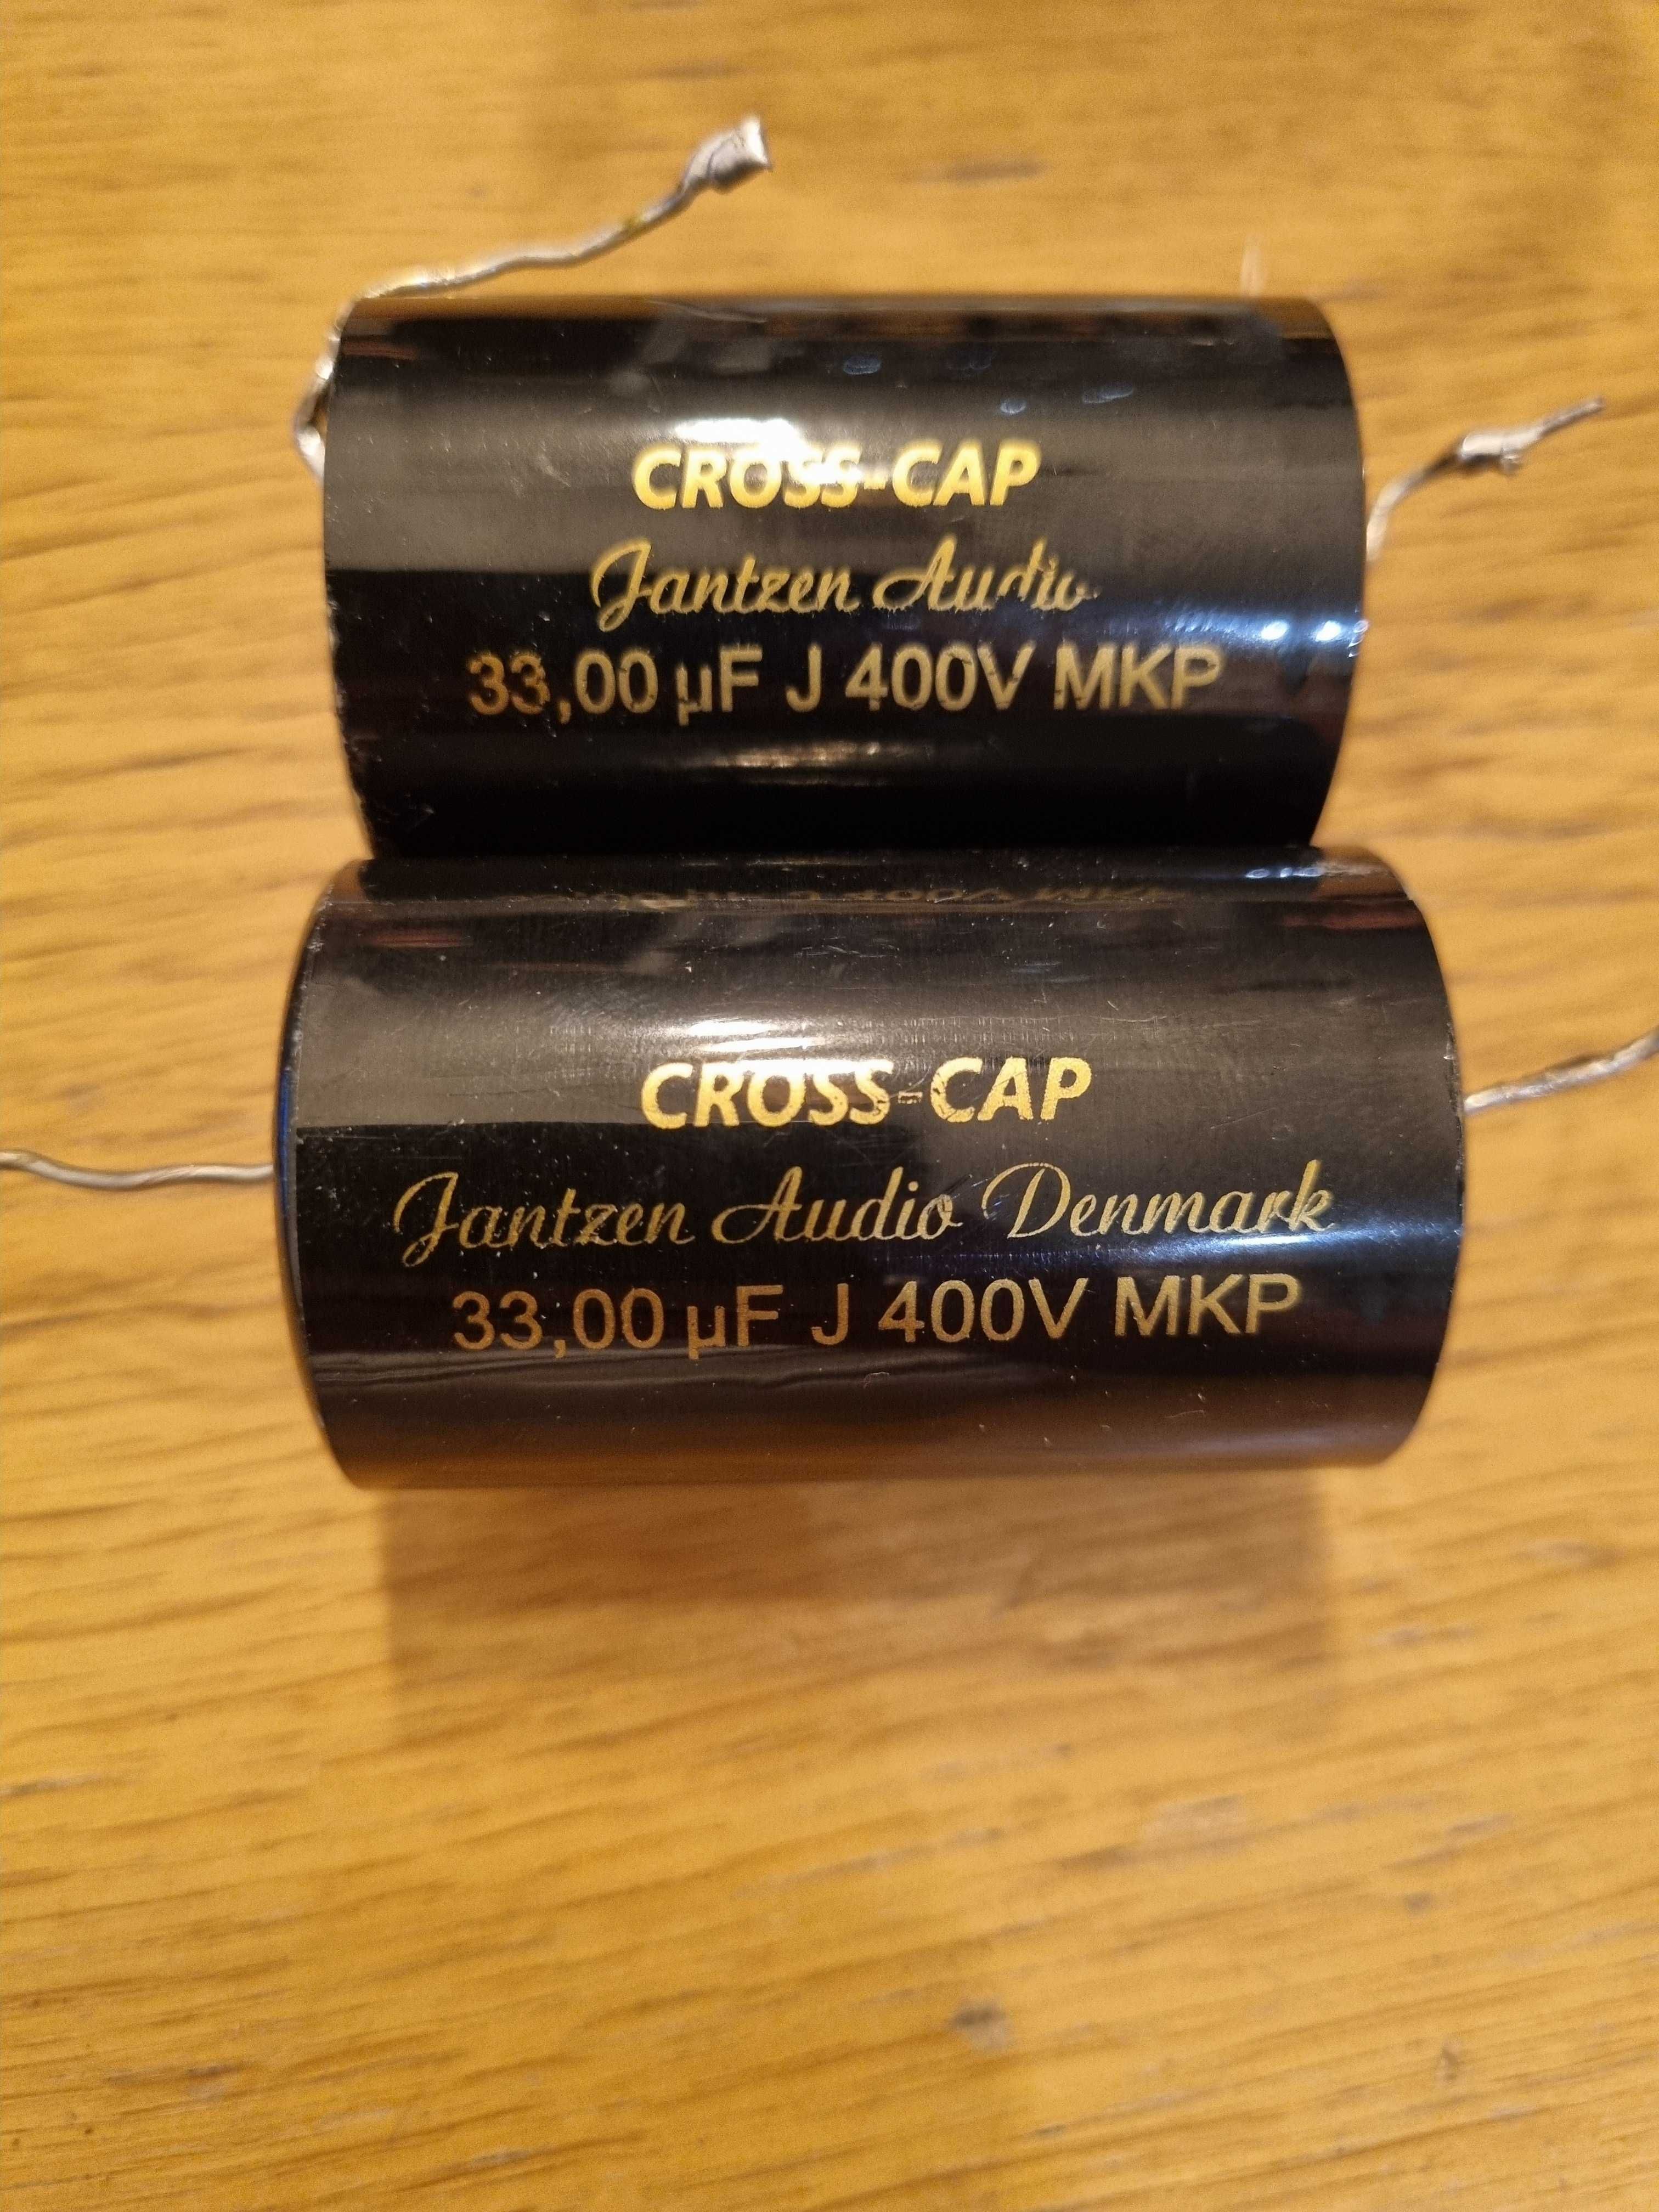 CROSS-CAP
Jantzen Audio
33,00 µF J 400V MKP
CROSS-CAP
Jantzen Audio Denmark
33,00 µF J 400V MKP